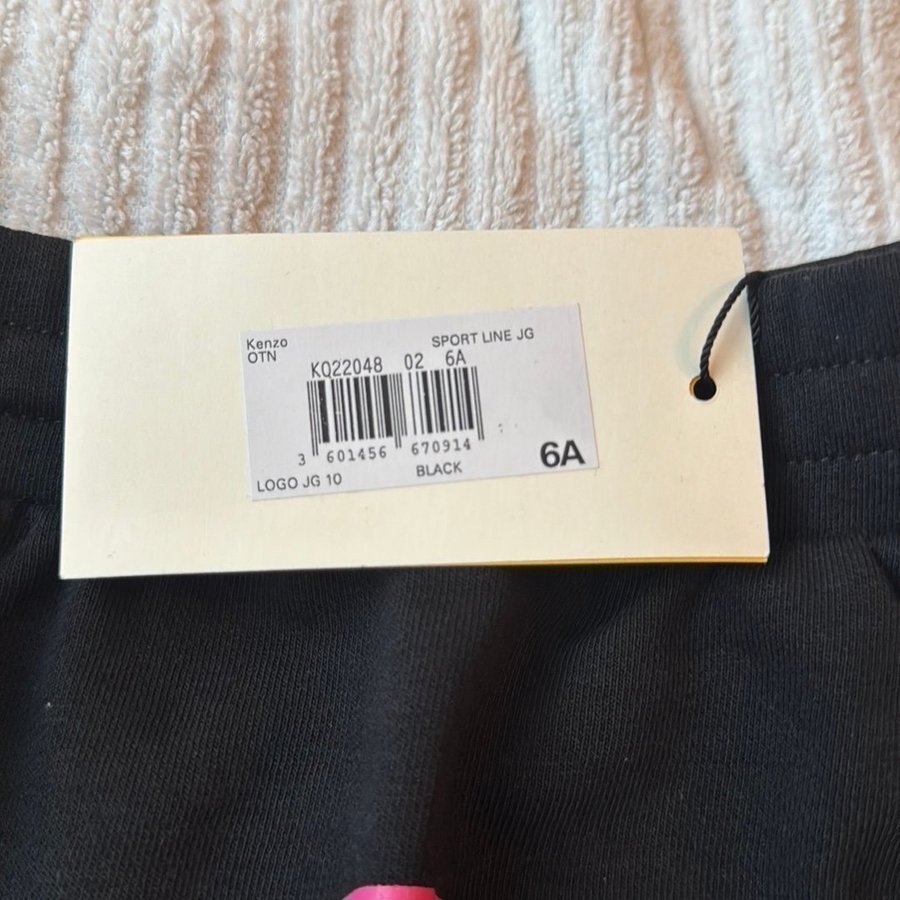 Kenzo
OTN
SPORT LINE JG
KQ22048 02 6A
3 601456 670914
6A
LOGO JG 10
BLACK